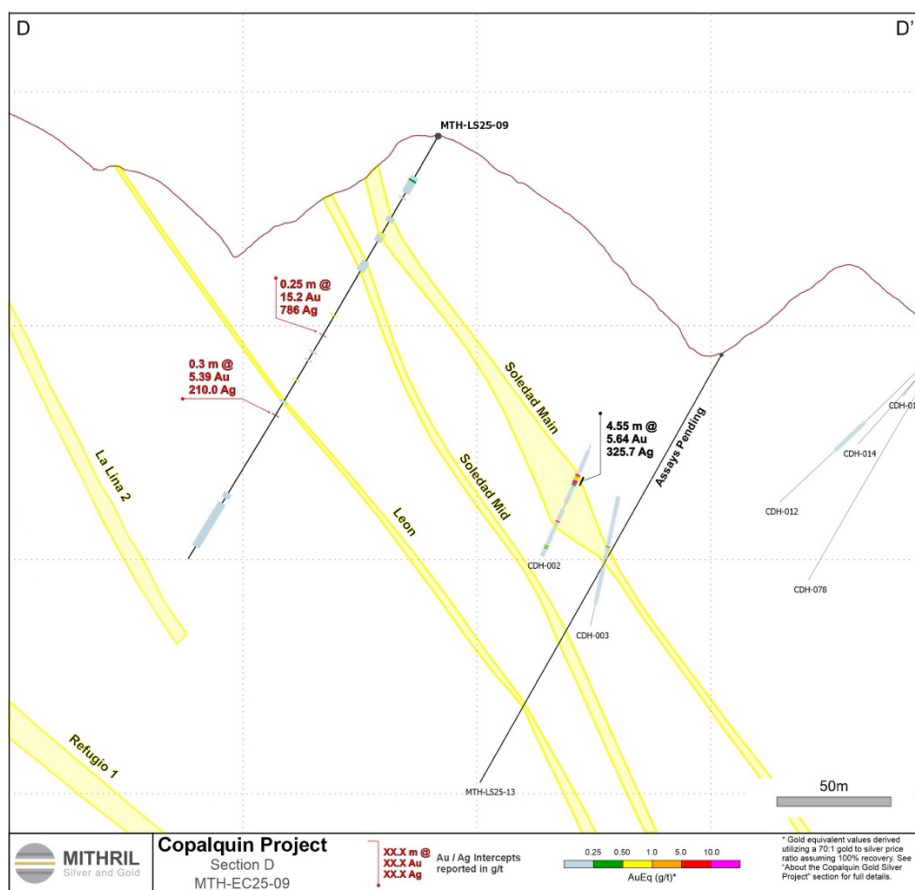 D
D'
MTH-LS25-09
0.25 m @
15.2 Au
786 Ag
0.3 m @
5.39 Au
210.0 Ag
Soledad Main
4.55 m @
5.64 Au
325.7 Ag
Assays Pending
CDH-01
CDH-014
CDH-012
CDH-078
La Lina 2
Leon
Soledad Mid
CDH-002
CDH-003
Refugio 1
MTH-LS25-13
50m
MITHRIL
Silver and Gold
Copalquin Project
Section D
MTH-EC25-09
XX.X m @
XX.X Au
XX.X Ag
Au / Ag Intercepts
reported in g/t
0.25 0.50 1.0 5.0 10.0
AuEq (g/t)*
* Gold equivalent values derived
utilizing a 70:1 gold to silver price
ratio assuming 100% recovery. See
"About the Copalquin Gold Silver
Project" section for full details.